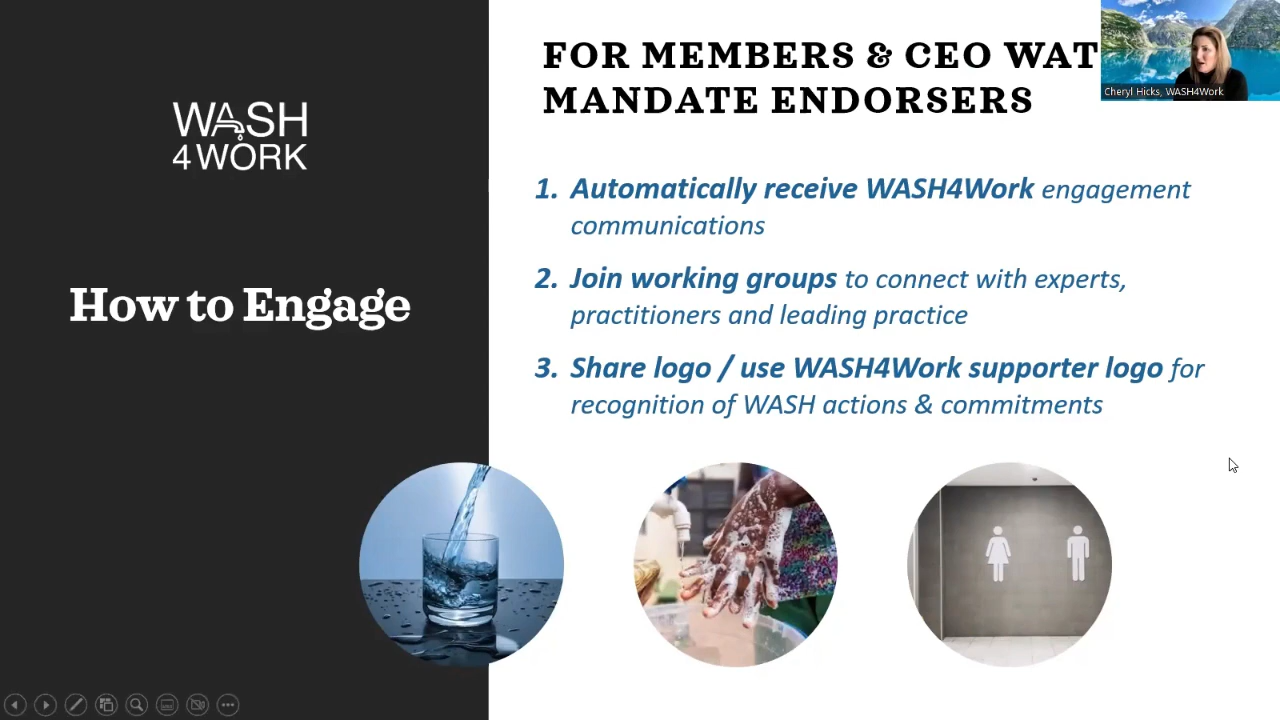 WASH
4 WORK
How to Engage
FOR MEMBERS & CEO WAT
MANDATE ENDORSERS
Cheryl Hicks, WASH4Work
1. Automatically receive WASH4Work engagement
communications
2. Join working groups to connect with experts,
practitioners and leading practice
3. Share logo / use WASH4Work supporter logo for
recognition of WASH actions & commitments